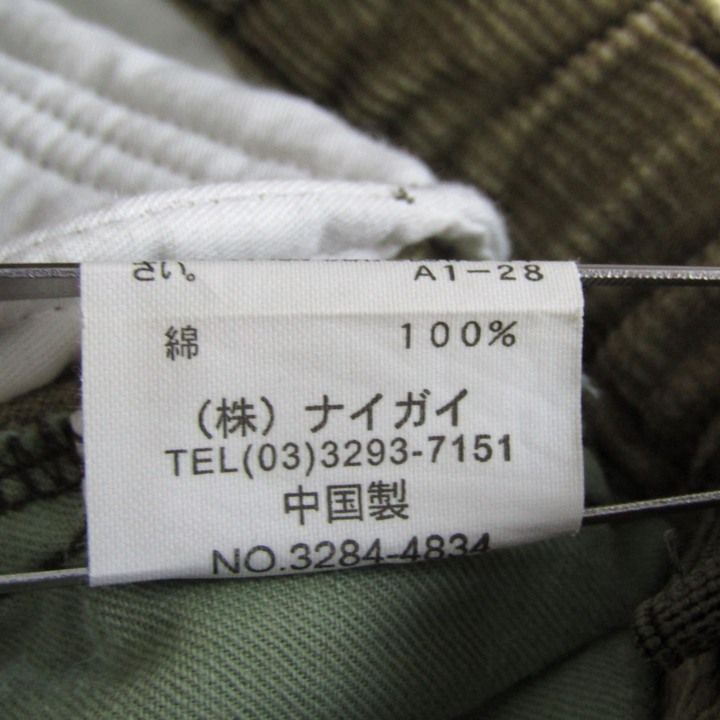 さい。 A1-28
綿 100%
(株)ナイガイ
TEL(03)3293-7151
中国製
NO.3284-4834